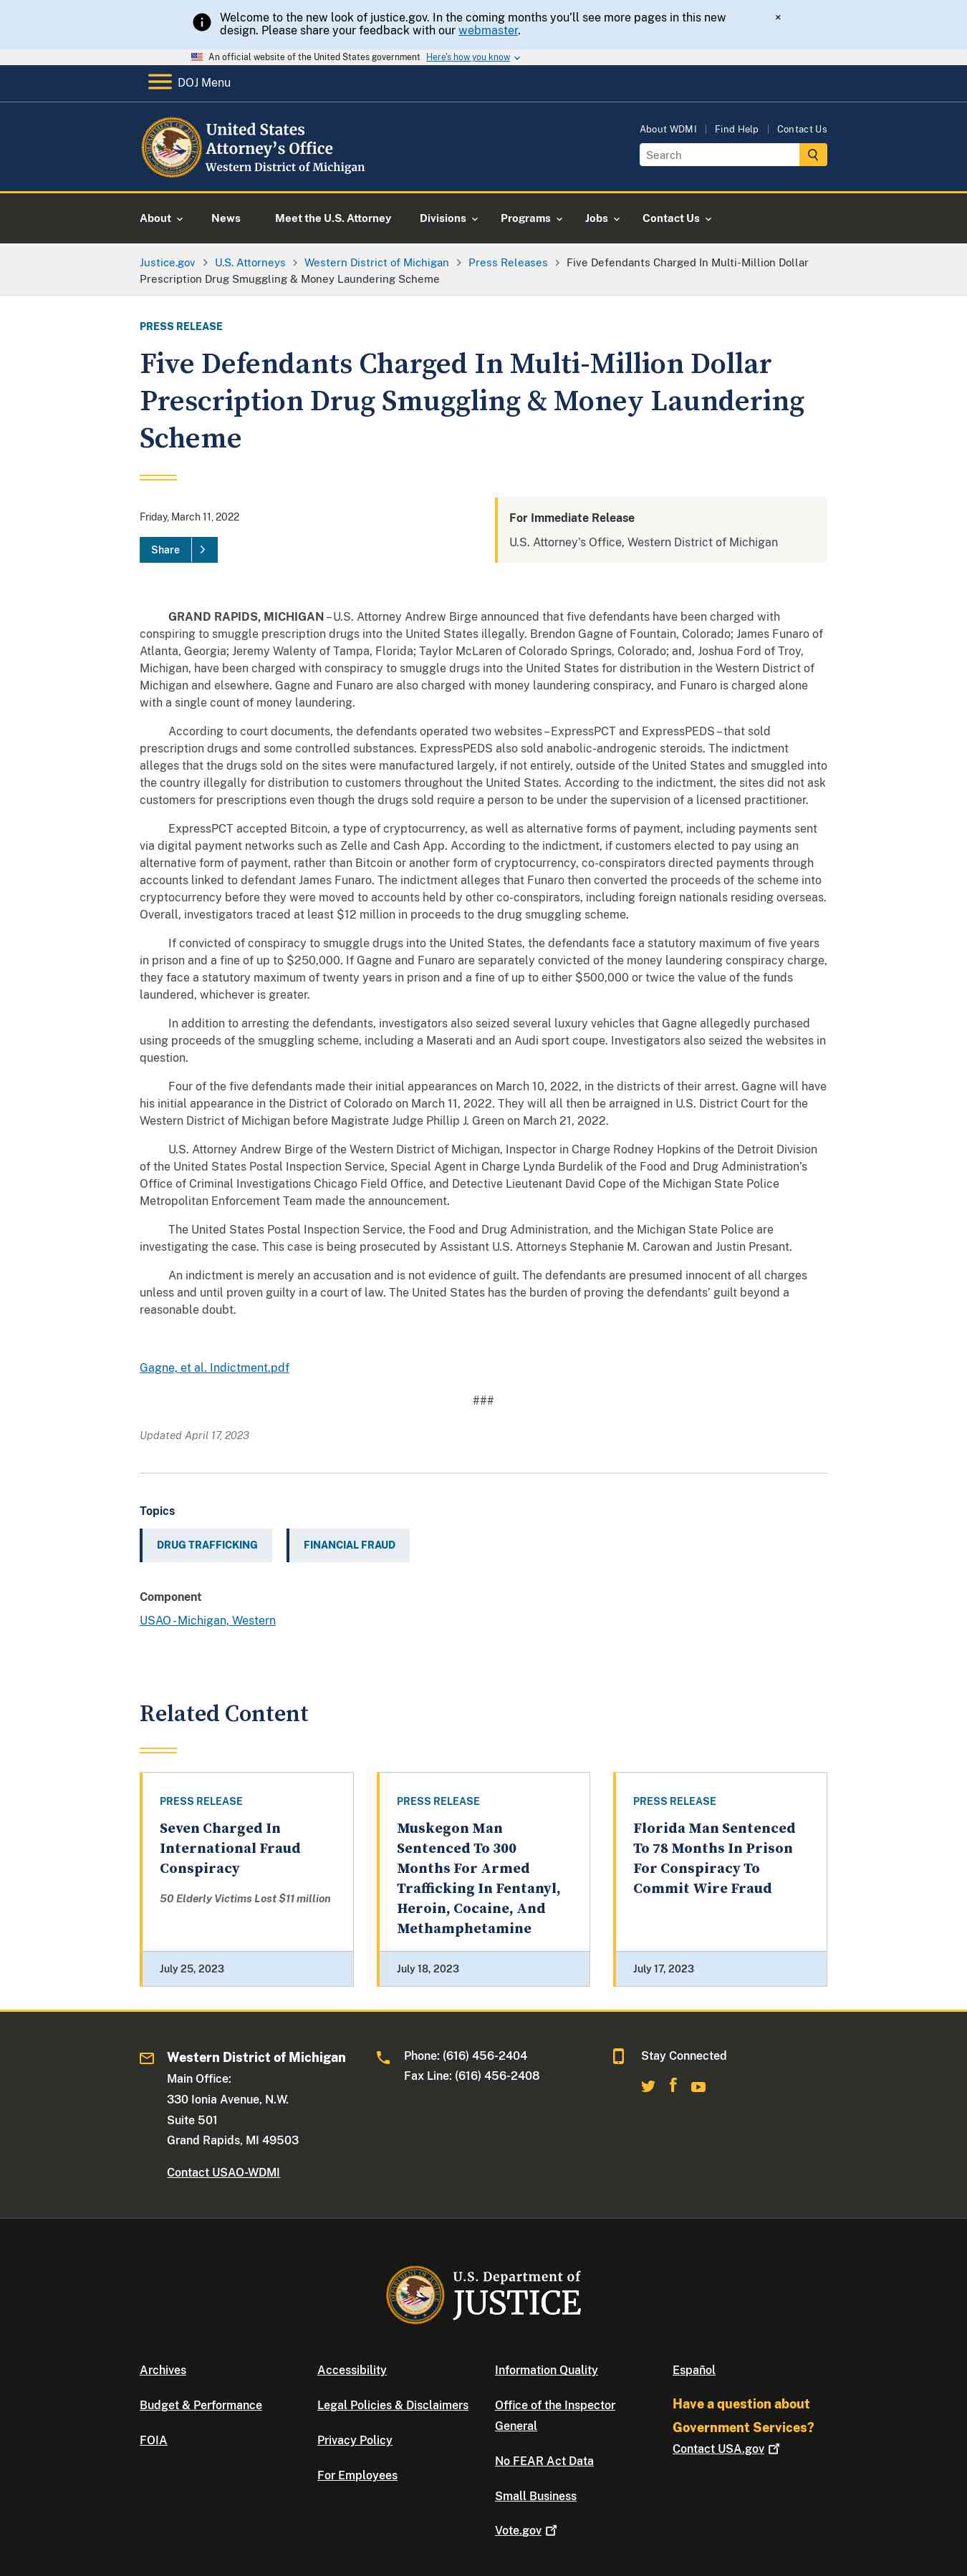 Welcome to the new look of justice.gov. In the coming months you'll see more pages in this new
design. Please share your feedback with our webmaster.
×
An official website of the United States government Here's how you know
DOJ Menu
United States
Attorney's Office
Western District of Michigan
About WDMI | Find Help | Contact Us
Search
About News Meet the U.S. Attorney Divisions Programs Jobs Contact Us
Justice.gov > U.S. Attorneys > Western District of Michigan > Press Releases > Five Defendants Charged In Multi-Million Dollar
Prescription Drug Smuggling & Money Laundering Scheme
PRESS RELEASE
Five Defendants Charged In Multi-Million Dollar
Prescription Drug Smuggling & Money Laundering
Scheme
Friday, March 11, 2022
Share
For Immediate Release
U.S. Attorney's Office, Western District of Michigan
GRAND RAPIDS, MICHIGAN – U.S. Attorney Andrew Birge announced that five defendants have been charged with
conspiring to smuggle prescription drugs into the United States illegally. Brendon Gagne of Fountain, Colorado; James Funaro of
Atlanta, Georgia; Jeremy Walenty of Tampa, Florida; Taylor McLaren of Colorado Springs, Colorado; and, Joshua Ford of Troy,
Michigan, have been charged with conspiracy to smuggle drugs into the United States for distribution in the Western District of
Michigan and elsewhere. Gagne and Funaro are also charged with money laundering conspiracy, and Funaro is charged alone
with a single count of money laundering.
According to court documents, the defendants operated two websites – ExpressPCT and ExpressPEDS – that sold
prescription drugs and some controlled substances. ExpressPEDS also sold anabolic-androgenic steroids. The indictment
alleges that the drugs sold on the sites were manufactured largely, if not entirely, outside of the United States and smuggled into
the country illegally for distribution to customers throughout the United States. According to the indictment, the sites did not ask
customers for prescriptions even though the drugs sold require a person to be under the supervision of a licensed practitioner.
ExpressPCT accepted Bitcoin, a type of cryptocurrency, as well as alternative forms of payment, including payments sent
via digital payment networks such as Zelle and Cash App. According to the indictment, if customers elected to pay using an
alternative form of payment, rather than Bitcoin or another form of cryptocurrency, co-conspirators directed payments through
accounts linked to defendant James Funaro. The indictment alleges that Funaro then converted the proceeds of the scheme into
cryptocurrency before they were moved to accounts held by other co-conspirators, including foreign nationals residing overseas.
Overall, investigators traced at least $12 million in proceeds to the drug smuggling scheme.
If convicted of conspiracy to smuggle drugs into the United States, the defendants face a statutory maximum of five years
in prison and a fine of up to $250,000. If Gagne and Funaro are separately convicted of the money laundering conspiracy charge,
they face a statutory maximum of twenty years in prison and a fine of up to either $500,000 or twice the value of the funds
laundered, whichever is greater.
In addition to arresting the defendants, investigators also seized several luxury vehicles that Gagne allegedly purchased
using proceeds of the smuggling scheme, including a Maserati and an Audi sport coupe. Investigators also seized the websites in
question.
Four of the five defendants made their initial appearances on March 10, 2022, in the districts of their arrest. Gagne will have
his initial appearance in the District of Colorado on March 11, 2022. They will all then be arraigned in U.S. District Court for the
Western District of Michigan before Magistrate Judge Phillip J. Green on March 21, 2022.
U.S. Attorney Andrew Birge of the Western District of Michigan, Inspector in Charge Rodney Hopkins of the Detroit Division
of the United States Postal Inspection Service, Special Agent in Charge Lynda Burdelik of the Food and Drug Administration's
Office of Criminal Investigations Chicago Field Office, and Detective Lieutenant David Cope of the Michigan State Police
Metropolitan Enforcement Team made the announcement.
The United States Postal Inspection Service, the Food and Drug Administration, and the Michigan State Police are
investigating the case. This case is being prosecuted by Assistant U.S. Attorneys Stephanie M. Carowan and Justin Presant.
An indictment is merely an accusation and is not evidence of guilt. The defendants are presumed innocent of all charges
unless and until proven guilty in a court of law. The United States has the burden of proving the defendants' guilt beyond a
reasonable doubt.
Gagne, et al. Indictment.pdf
###
Updated April 17, 2023
Topics
DRUG TRAFFICKING FINANCIAL FRAUD
Component
USAO - Michigan, Western
Related Content
PRESS RELEASE
Seven Charged In
International Fraud
Conspiracy
50 Elderly Victims Lost $11 million
July 25, 2023
PRESS RELEASE
Muskegon Man
Sentenced To 300
Months For Armed
Trafficking In Fentanyl,
Heroin, Cocaine, And
Methamphetamine
July 18, 2023
PRESS RELEASE
Florida Man Sentenced
To 78 Months In Prison
For Conspiracy To
Commit Wire Fraud
July 17, 2023
Western District of Michigan
Main Office:
330 Ionia Avenue, N.W.
Suite 501
Grand Rapids, MI 49503
Contact USAO-WDMI
Phone: (616) 456-2404
Fax Line: (616) 456-2408
Stay Connected
U.S. Department of
JUSTICE
Archives
Budget & Performance
FOIA
Accessibility
Legal Policies & Disclaimers
Privacy Policy
For Employees
Information Quality
Office of the Inspector
General
No FEAR Act Data
Small Business
Vote.gov
Español
Have a question about
Government Services?
Contact USA.gov